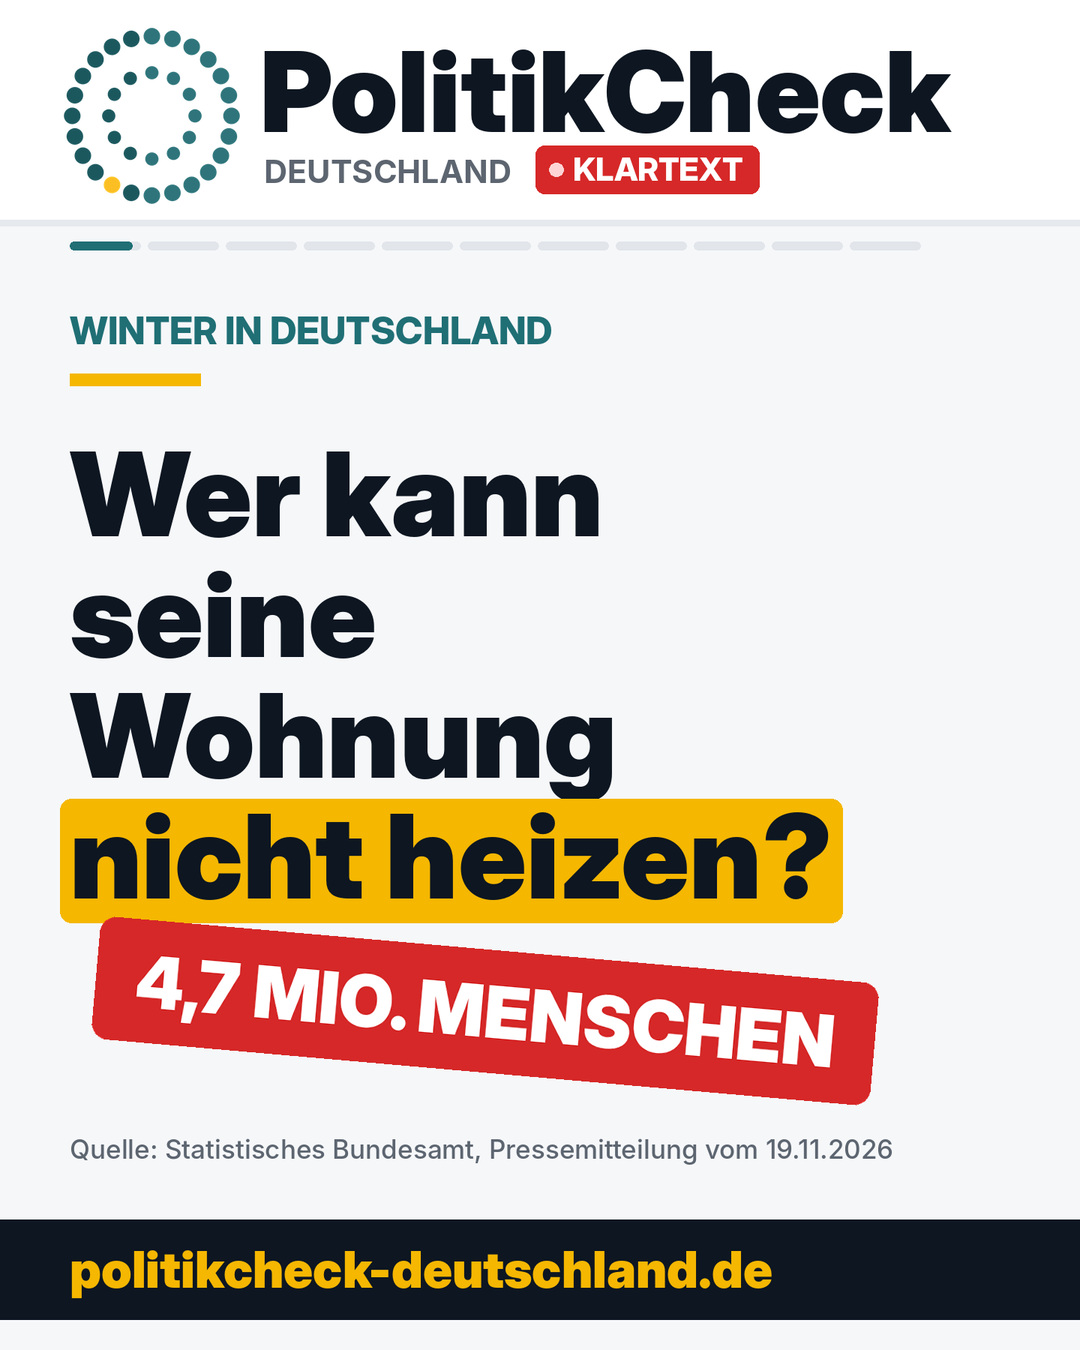 PolitikCheck
DEUTSCHLAND KLARTEXT
WINTER IN DEUTSCHLAND
Wer kann
seine
Wohnung
nicht heizen?
4,7 MIO. MENSCHEN
Quelle: Statistisches Bundesamt, Pressemitteilung vom 19.11.2026
politikcheck-deutschland.de